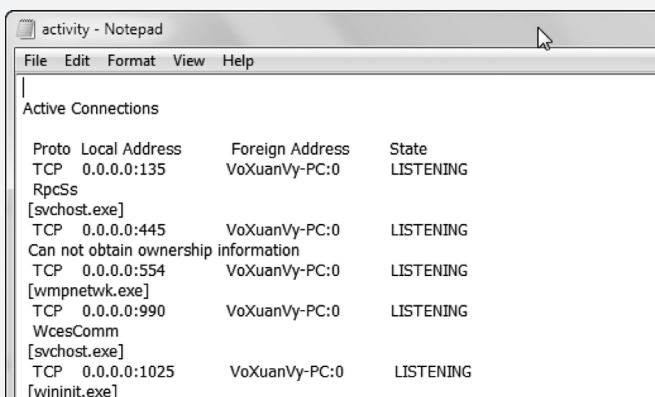 activity - Notepad
File Edit Format View Help
Active Connections
Proto Local Address Foreign Address State
TCP 0.0.0.0:135 VoXuanVy-PC:0 LISTENING
RpcSs
[svchost.exe]
TCP 0.0.0.0:445 VoXuanVy-PC:0 LISTENING
Can not obtain ownership information
TCP 0.0.0.0:554 VoXuanVy-PC:0 LISTENING
[wmpnetwk.exe]
TCP 0.0.0.0:990 VoXuanVy-PC:0 LISTENING
WcesComm
[svchost.exe]
TCP 0.0.0.0:1025 VoXuanVy-PC:0 LISTENING
[wininit.exe]